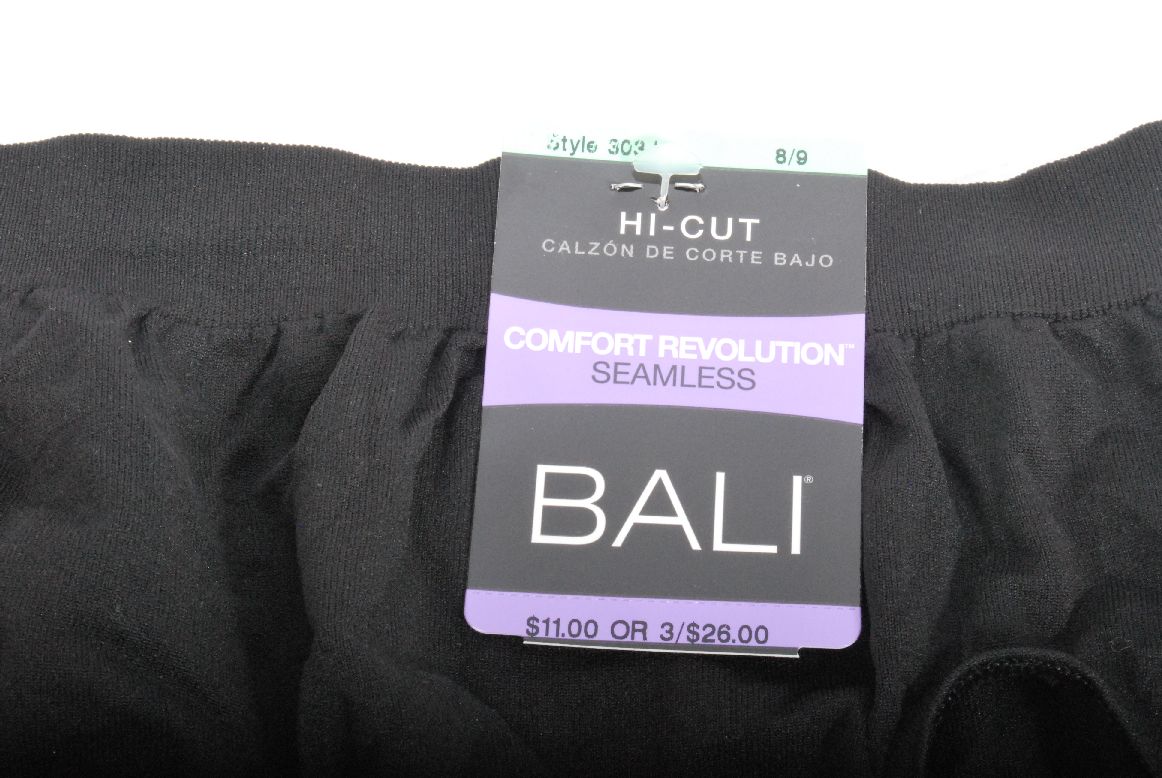 Style 303
8/9
HI-CUT
CALZÓN DE CORTE BAJO
COMFORT REVOLUTION™
SEAMLESS
BALI®
$11.00 OR 3/$26.00